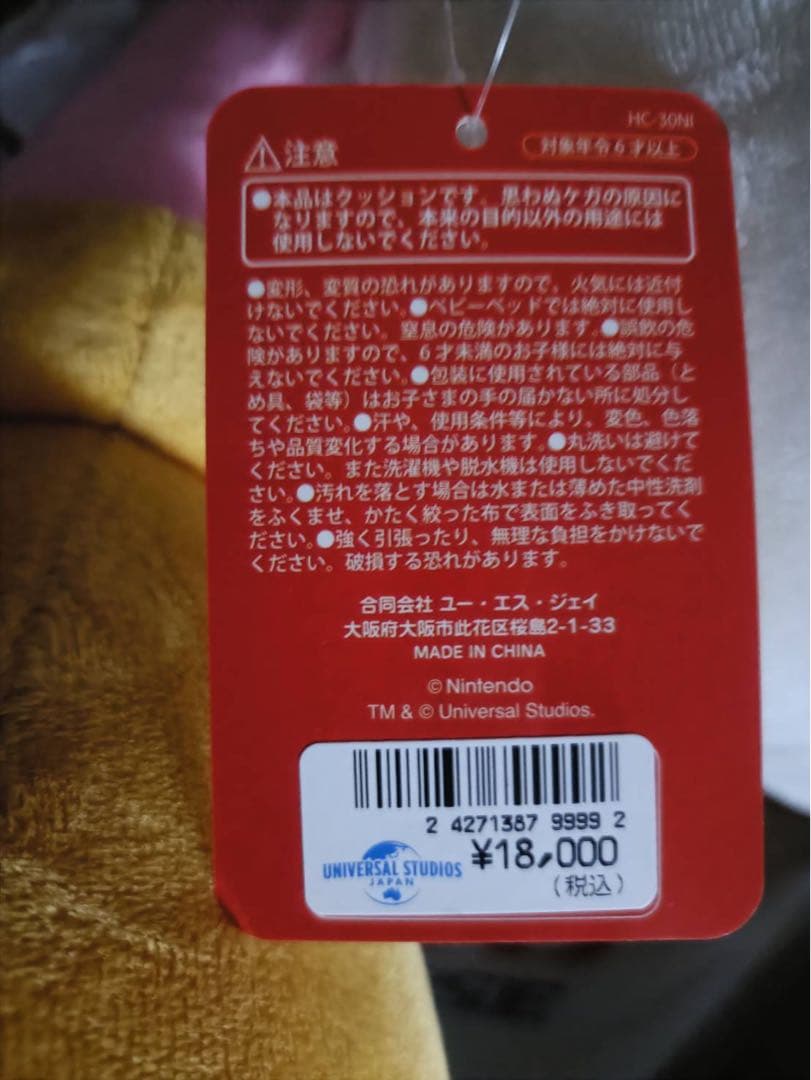 HC-30NI
⚠注意
対象年令6才以上
●本品はクッションです。思わぬケガの原因に
なりますので、本来の目的以外の用途には
使用しないでください。
●変形、変質の恐れがありますので、火気には近付
けないでください。●ベビーベッドでは絶対に使用し
ないでください。窒息の危険があります。●誤飲の危
険がありますので、6才未満のお子様には絶対に与
えないでください。●包装に使用されている部品（と
め具、袋等）はお子さまの手の届かない所に処分し
てください。●汗や、使用条件等により、変色、色落
ちや品質変化する場合があります。●丸洗いは避けて
ください。また洗濯機や脱水機は使用しないでくだ
さい。●汚れを落とす場合は水または薄めた中性洗剤
をふくませ、かたく絞った布で表面をふき取ってく
ださい。●強く引張ったり、無理な負担をかけないで
ください。破損する恐れがあります。
合同会社 ユー・エス・ジェイ
大阪府大阪市此花区桜島2-1-33
MADE IN CHINA
© Nintendo
TM & © Universal Studios.
2 4271387 9999 2
UNIVERSAL STUDIOS
JAPAN
¥18,000
(税込)